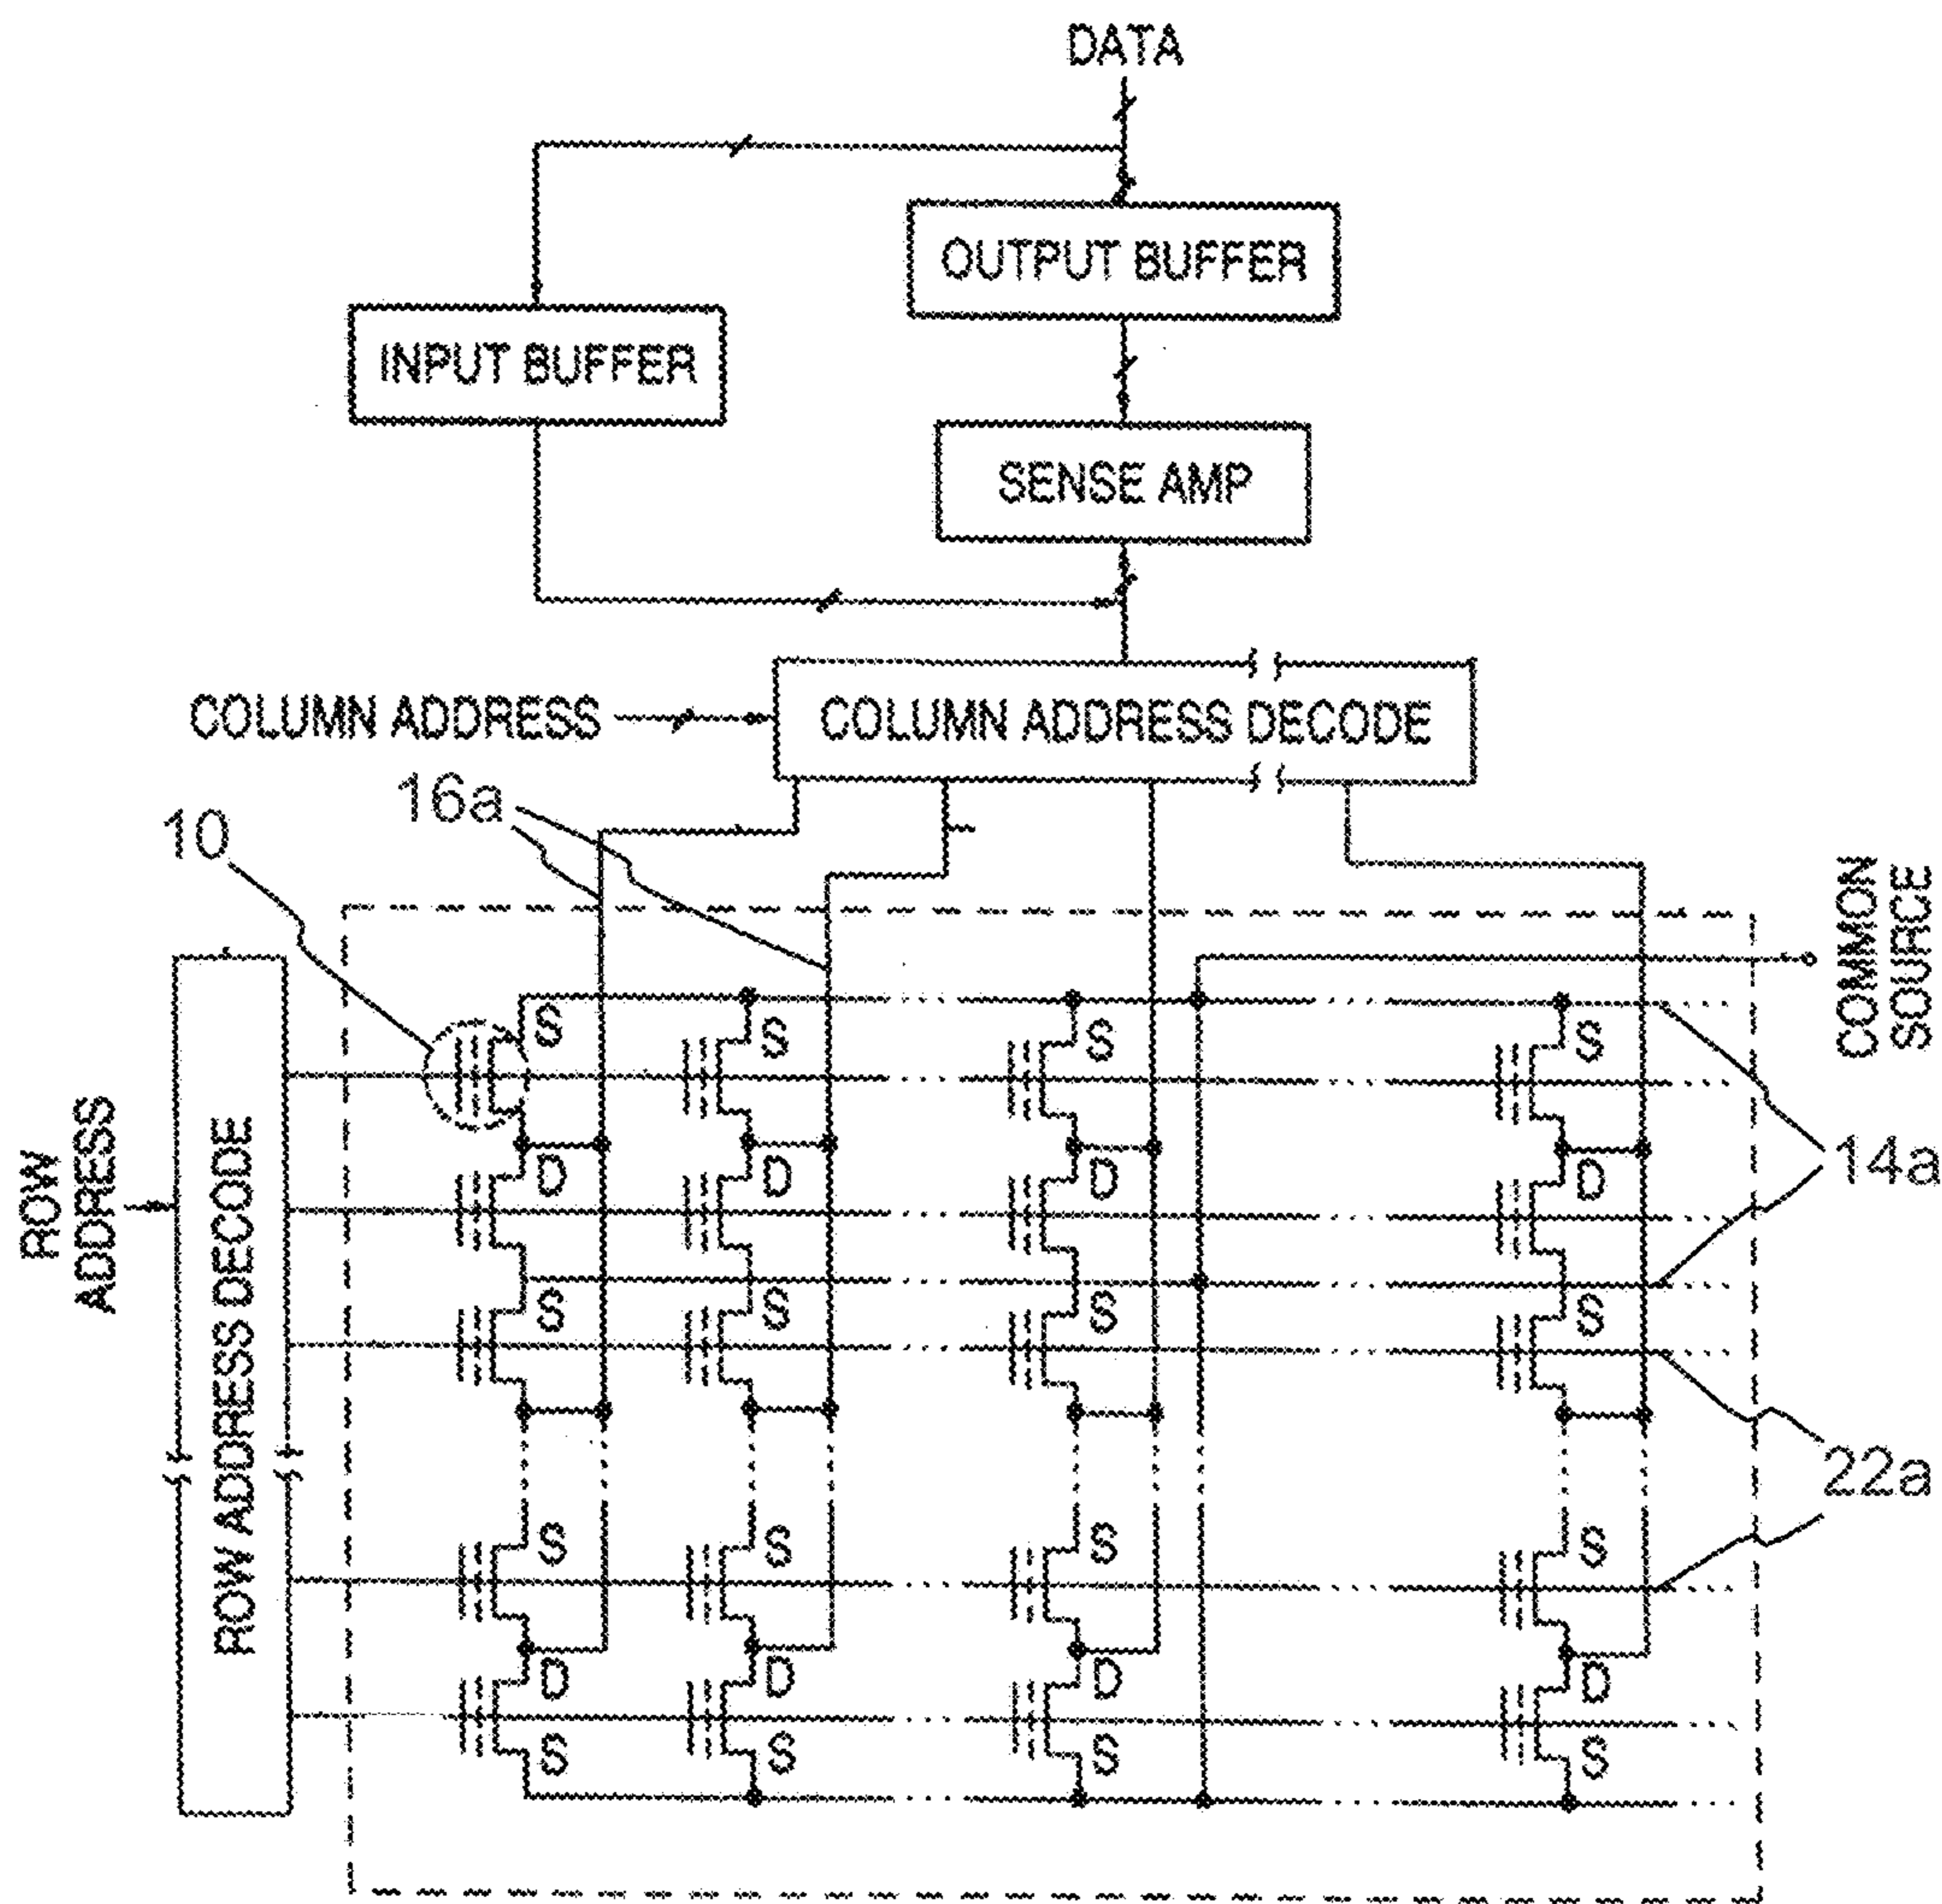 DATA
OUTPUT BUFFER
INPUT BUFFER
SENSE AMP
COLUMN ADDRESS
COLUMN ADDRESS DECODE
16a
10
COMMON
SOURCE
ROW
ADDRESS
ROW ADDRESS DECODE
S S S S
D D D D
14a
S S S S
22a
S S S S
D D D D
S S S S